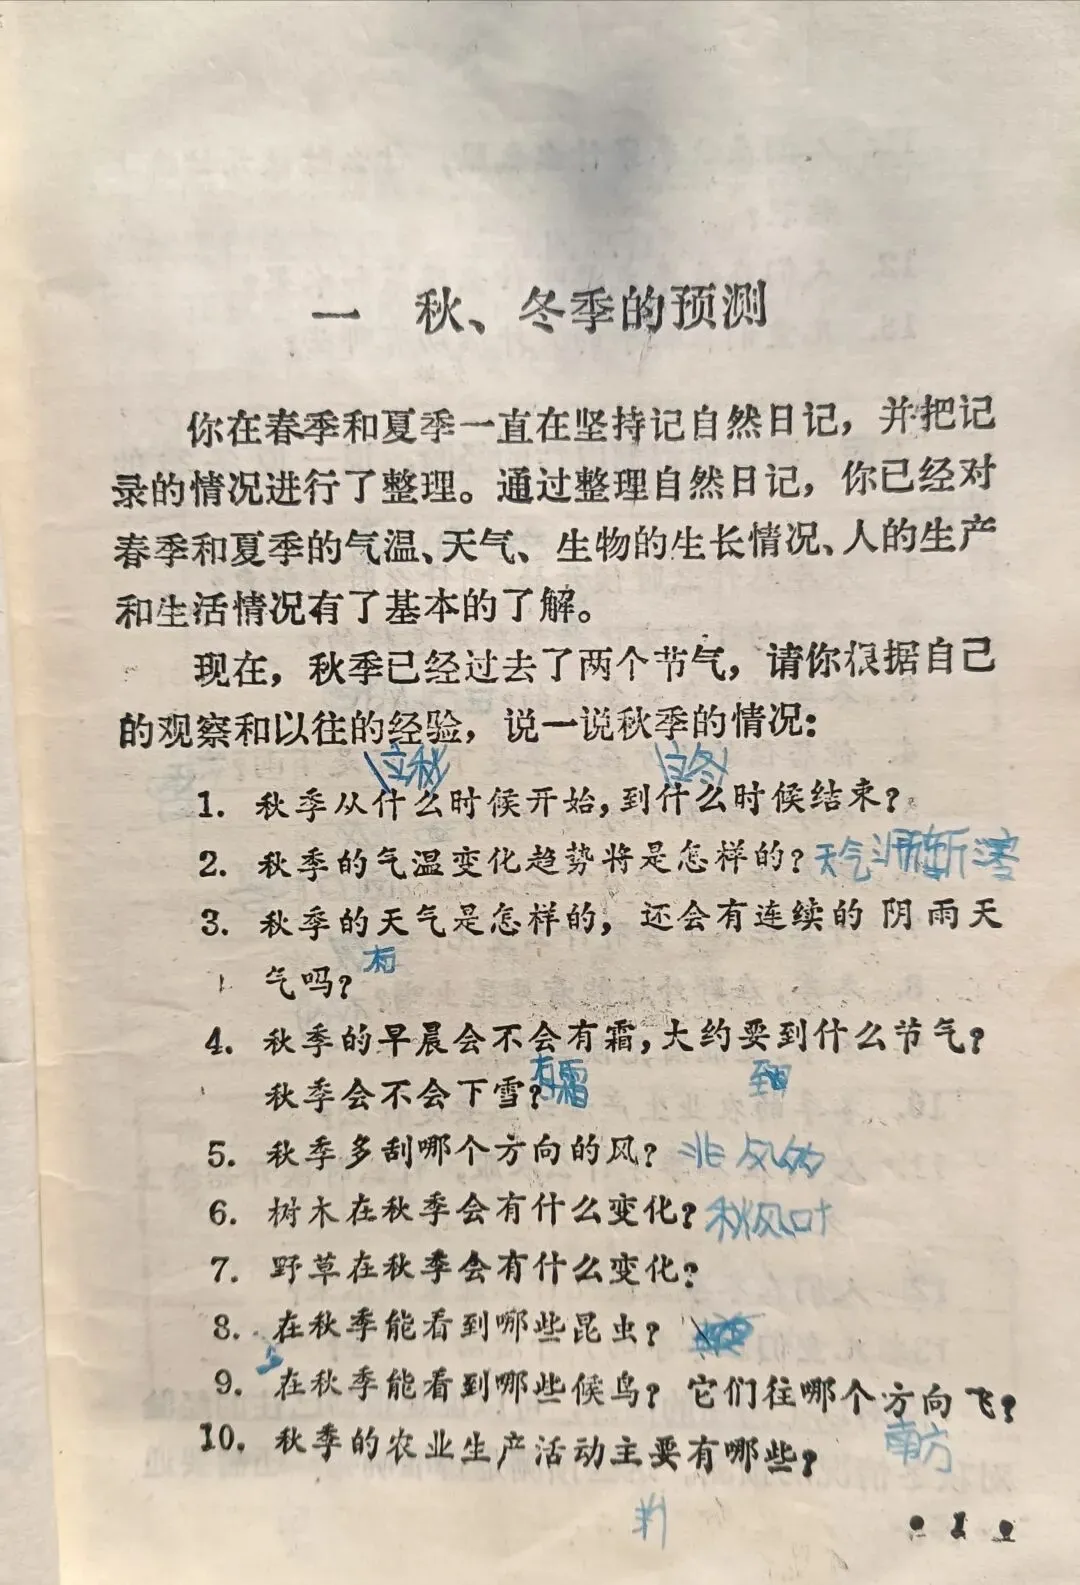 一 秋、冬季的预测
你在春季和夏季一直在坚持记自然日记，并把记
录的情况进行了整理。通过整理自然日记，你已经对
春季和夏季的气温、天气、生物的生长情况、人的生产
和生活情况有了基本的了解。
现在，秋季已经过去了两个节气，请你根据自己
的观察和以往的经验，说一说秋季的情况：
立秋 立冬
1. 秋季从什么时候开始，到什么时候结束？
2. 秋季的气温变化趋势将是怎样的？天气
3. 秋季的天气是怎样的，还会有连续的阴雨天
气吗？有
4. 秋季的早晨会不会有霜，大约要到什么节气？
秋季会不会下雪？有霜
5. 秋季多刮哪个方向的风？北风
6. 树木在秋季会有什么变化？秋风叶
7. 野草在秋季会有什么变化？
8. 在秋季能看到哪些昆虫？
9. 在秋季能看到哪些候鸟？它们往哪个方向飞？
南方
10. 秋季的农业生产活动主要有哪些？
• 1 •